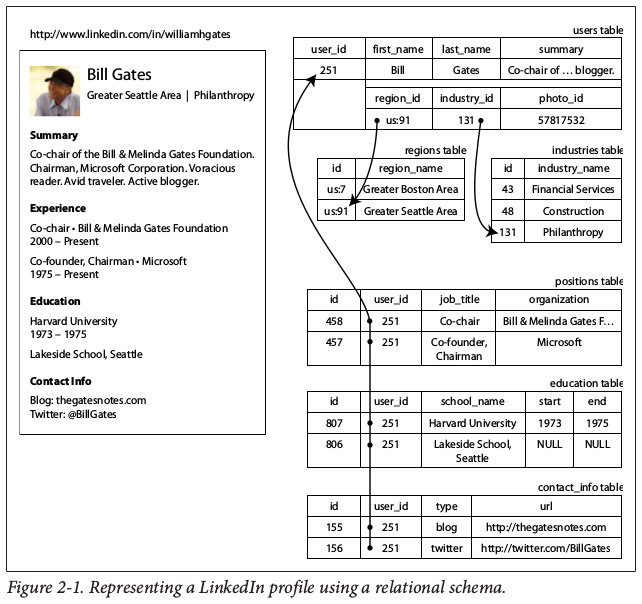 http://www.linkedin.com/in/williamhgates
Bill Gates
Greater Seattle Area | Philanthropy
Summary
Co-chair of the Bill & Melinda Gates Foundation.
Chairman, Microsoft Corporation. Voracious
reader. Avid traveler. Active blogger.
Experience
Co-chair • Bill & Melinda Gates Foundation
2000 – Present
Co-founder, Chairman • Microsoft
1975 – Present
Education
Harvard University
1973 – 1975
Lakeside School, Seattle
Contact Info
Blog: thegatesnotes.com
Twitter: @BillGates
users table
user_id first_name last_name summary
251 Bill Gates Co-chair of … blogger.
region_id industry_id photo_id
us:91 131 57817532
regions table
id region_name
us:7 Greater Boston Area
us:91 Greater Seattle Area
industries table
id industry_name
43 Financial Services
48 Construction
131 Philanthropy
positions table
id user_id job_title organization
458 251 Co-chair Bill & Melinda Gates F…
457 251 Co-founder, Microsoft
Chairman
education table
id user_id school_name start end
807 251 Harvard University 1973 1975
806 251 Lakeside School, NULL NULL
Seattle
contact_info table
id user_id type url
155 251 blog http://thegatesnotes.com
156 251 twitter http://twitter.com/BillGates
Figure 2-1. Representing a LinkedIn profile using a relational schema.